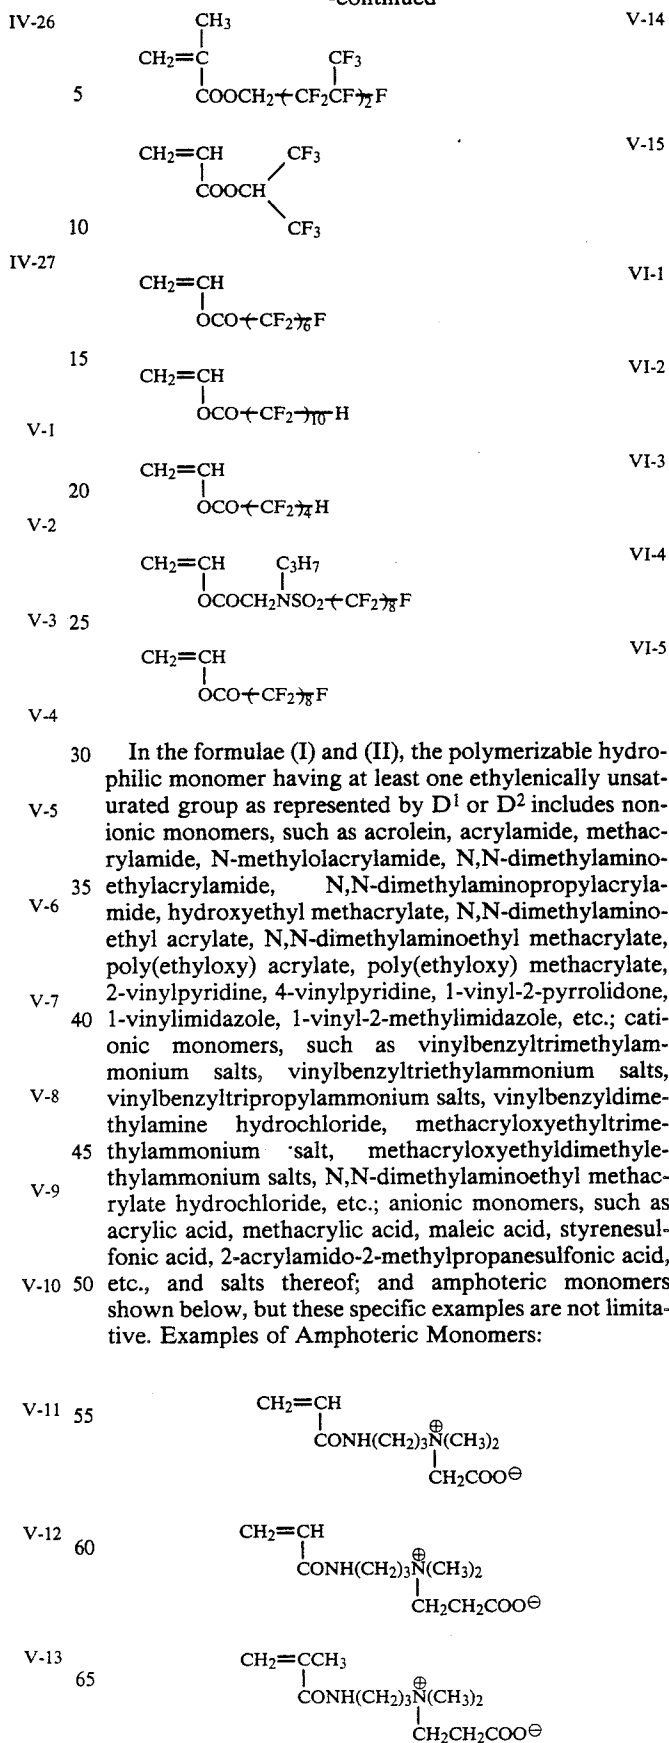 -continued
IV-26 CH3 V-14
CH2=C CF3
5 COOCH2-(CF2CF)2-F
CH2=CH CF3 V-15
COOCH
10 CF3
IV-27
CH2=CH VI-1
OCO-(CF2)6-F
15
CH2=CH VI-2
OCO-(CF2)10-H
V-1
CH2=CH VI-3
20
OCO-(CF2)4-H
V-2
CH2=CH C3H7 VI-4
OCOCH2NSO2-(CF2)8-F
V-3 25
CH2=CH VI-5
OCO-(CF2)8-F
V-4
30 In the formulae (I) and (II), the polymerizable hydro-
philic monomer having at least one ethylenically unsat-
V-5 urated group as represented by D1 or D2 includes non-
ionic monomers, such as acrolein, acrylamide, methac-
rylamide, N-methylolacrylamide, N,N-dimethylamino-
35 ethylacrylamide, N,N-dimethylaminopropylacryla-
V-6 mide, hydroxyethyl methacrylate, N,N-dimethylamino-
ethyl acrylate, N,N-dimethylaminoethyl methacrylate,
poly(ethyloxy) acrylate, poly(ethyloxy) methacrylate,
V-7 2-vinylpyridine, 4-vinylpyridine, 1-vinyl-2-pyrrolidone,
40 1-vinylimidazole, 1-vinyl-2-methylimidazole, etc.; cati-
onic monomers, such as vinylbenzyltrimethylam-
monium salts, vinylbenzyltriethylammonium salts,
V-8 vinylbenzyltripropylammonium salts, vinylbenzyldime-
thylamine hydrochloride, methacryloxyethyltrime-
45 thylammonium salt, methacryloxyethyldimethyle-
V-9 thylammonium salts, N,N-dimethylaminoethyl methac-
rylate hydrochloride, etc.; anionic monomers, such as
acrylic acid, methacrylic acid, maleic acid, styrenesul-
fonic acid, 2-acrylamido-2-methylpropanesulfonic acid,
V-10 50 etc., and salts thereof; and amphoteric monomers
shown below, but these specific examples are not limita-
tive. Examples of Amphoteric Monomers:
V-11 55 CH2=CH
CONH(CH2)3N⊕(CH3)2
CH2COO⊖
V-12 60 CH2=CH
CONH(CH2)3N⊕(CH3)2
CH2CH2COO⊖
V-13 CH2=CCH3
65
CONH(CH2)3N⊕(CH3)2
CH2CH2COO⊖